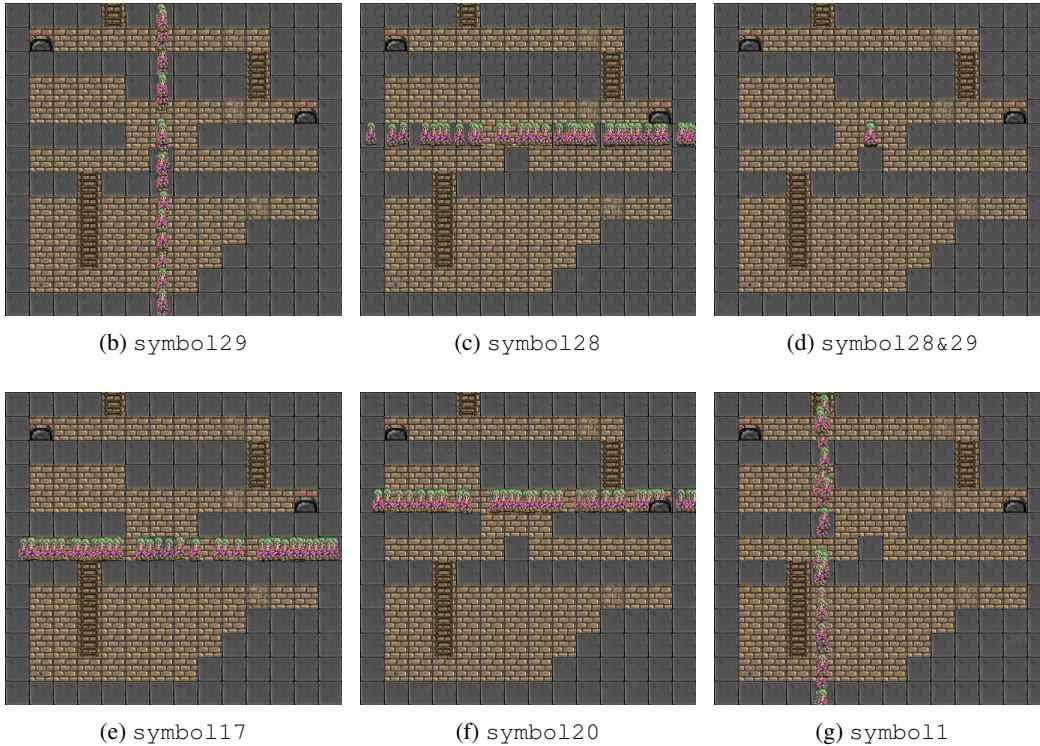 (b) symbol29
(c) symbol28
(d) symbol28&29
(e) symbol17
(f) symbol20
(g) symbol1